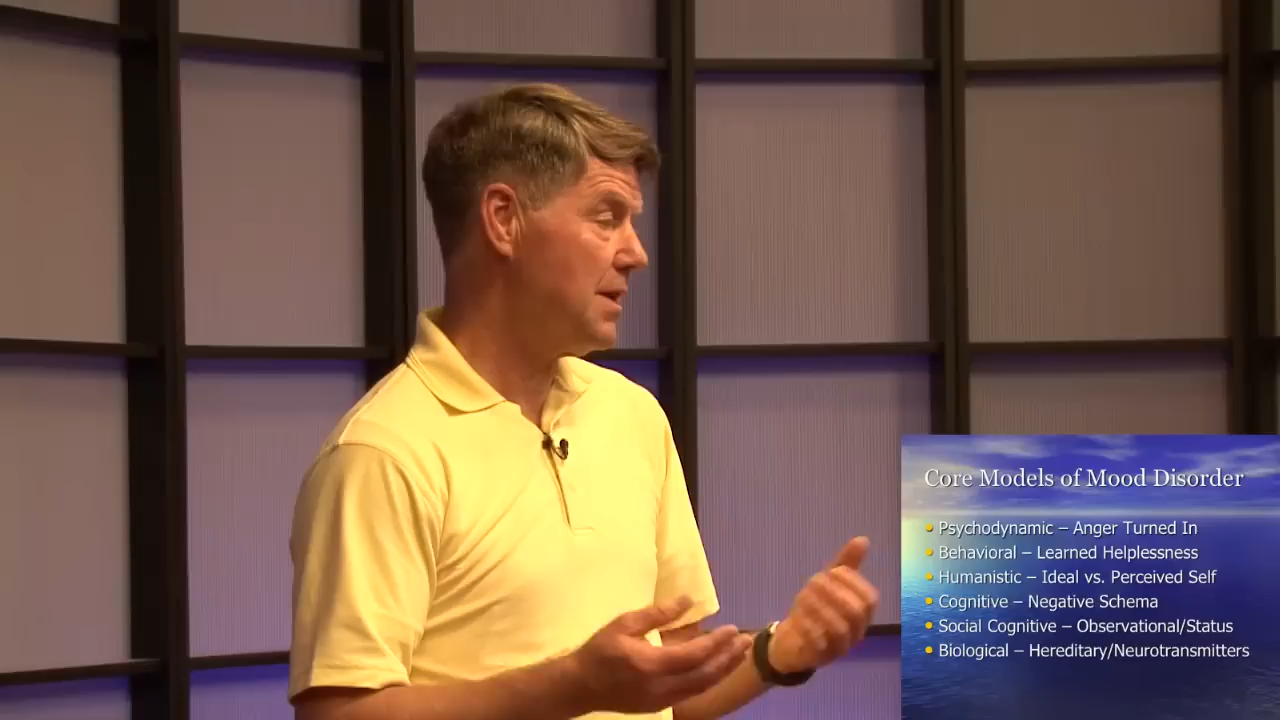 Core Models of Mood Disorder
Psychodynamic – Anger Turned In
Behavioral – Learned Helplessness
Humanistic – Ideal vs. Perceived Self
Cognitive – Negative Schema
Social Cognitive – Observational/Status
Biological – Hereditary/Neurotransmitters